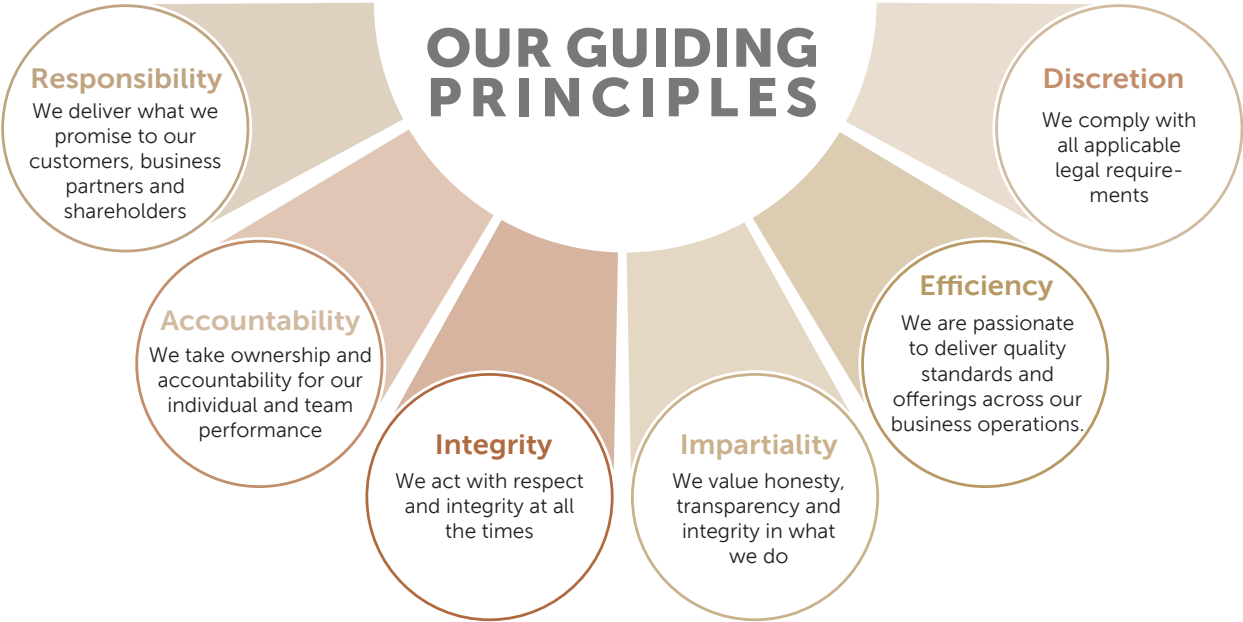 OUR GUIDING
PRINCIPLES
Responsibility
We deliver what we
promise to our
customers, business
partners and
shareholders
Accountability
We take ownership and
accountability for our
individual and team
performance
Integrity
We act with respect
and integrity at all
the times
Impartiality
We value honesty,
transparency and
integrity in what
we do
Efficiency
We are passionate
to deliver quality
standards and
offerings across our
business operations.
Discretion
We comply with
all applicable
legal require-
ments